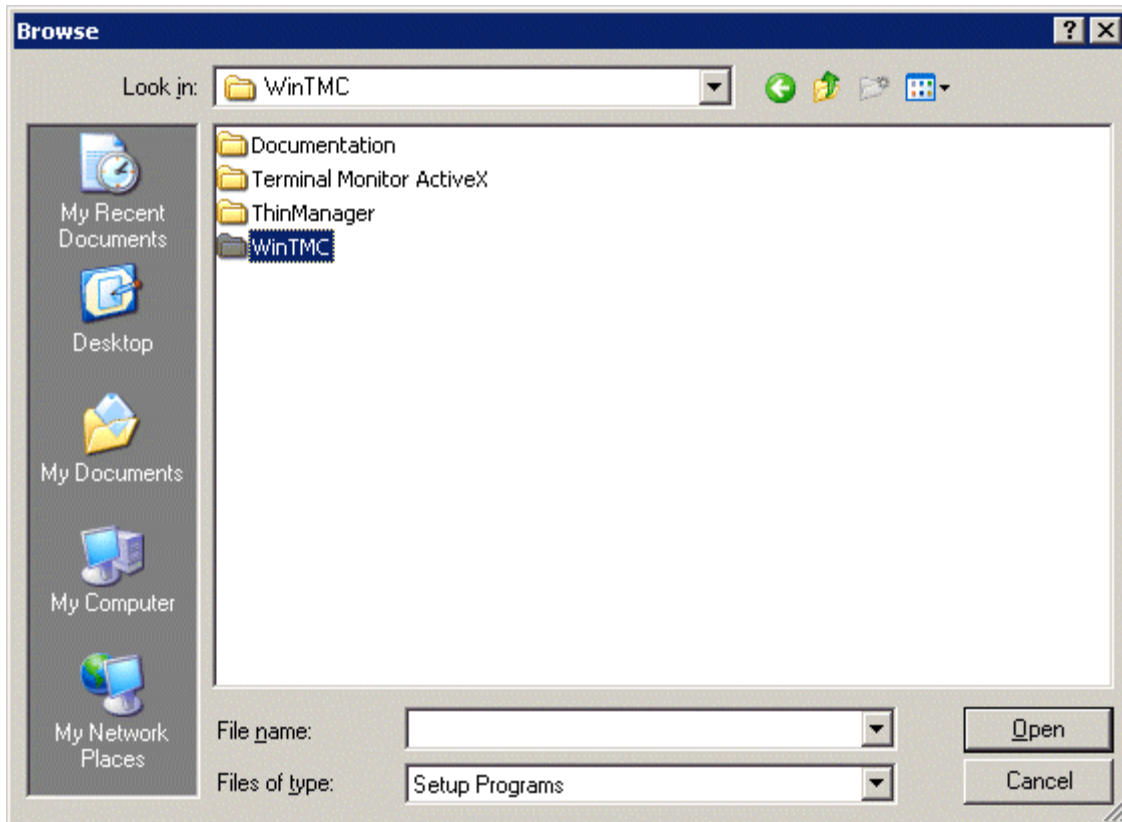 Browse
Look in:
WinTMC
My Recent
Documents
Desktop
My Documents
My Computer
My Network
Places
Documentation
Terminal Monitor ActiveX
ThinManager
WinTMC
File name:
Open
Files of type:
Setup Programs
Cancel